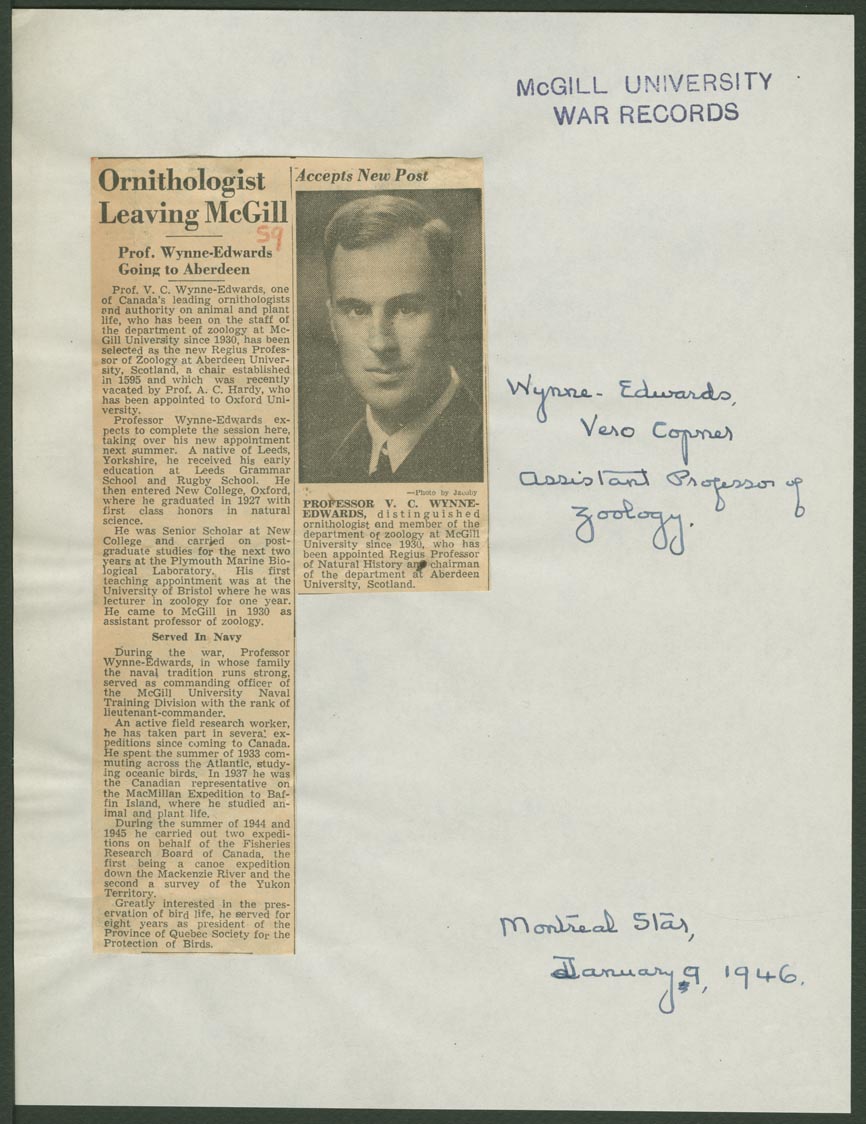 McGILL UNIVERSITY
WAR RECORDS
Ornithologist
Leaving McGill
59
Prof. Wynne-Edwards
Going to Aberdeen
Prof. V. C. Wynne-Edwards, one
of Canada's leading ornithologists
and authority on animal and plant
life, who has been on the staff of
the department of zoology at Mc-
Gill University since 1930, has been
selected as the new Regius Profes-
sor of Zoology at Aberdeen Univer-
sity, Scotland, a chair established
in 1595 and which was recently
vacated by Prof. A. C. Hardy, who
has been appointed to Oxford Uni-
versity.
Professor Wynne-Edwards ex-
pects to complete the session here,
taking over his new appointment
next summer. A native of Leeds,
Yorkshire, he received his early
education at Leeds Grammar
School and Rugby School. He
then entered New College, Oxford,
where he graduated in 1927 with
first class honors in natural
science.
He was Senior Scholar at New
College and carried on post-
graduate studies for the next two
years at the Plymouth Marine Bio-
logical Laboratory. His first
teaching appointment was at the
University of Bristol where he was
lecturer in zoology for one year.
He came to McGill in 1930 as
assistant professor of zoology.
Served In Navy
During the war, Professor
Wynne-Edwards, in whose family
the naval tradition runs strong,
served as commanding officer of
the McGill University Naval
Training Division with the rank of
lieutenant-commander.
An active field research worker,
he has taken part in several ex-
peditions since coming to Canada.
He spent the summer of 1933 com-
muting across the Atlantic, study-
ing oceanic birds. In 1937 he was
the Canadian representative on
the MacMillan Expedition to Baf-
fin Island, where he studied an-
imal and plant life.
During the summer of 1944 and
1945 he carried out two expedi-
tions on behalf of the Fisheries
Research Board of Canada, the
first being a canoe expedition
down the Mackenzie River and the
second a survey of the Yukon
Territory.
Greatly interested in the pres-
ervation of bird life, he served for
eight years as president of the
Province of Quebec Society for the
Protection of Birds.
Accepts New Post
—Photo by Jacoby
PROFESSOR V. C. WYNNE-
EDWARDS, distinguished
ornithologist and member of the
department of zoology at McGill
University since 1930, who has
been appointed Regius Professor
of Natural History and chairman
of the department at Aberdeen
University, Scotland.
Wynne-Edwards,
Vero Copner
Assistant Professor of
Zoology.
Montreal Star,
January 9, 1946.